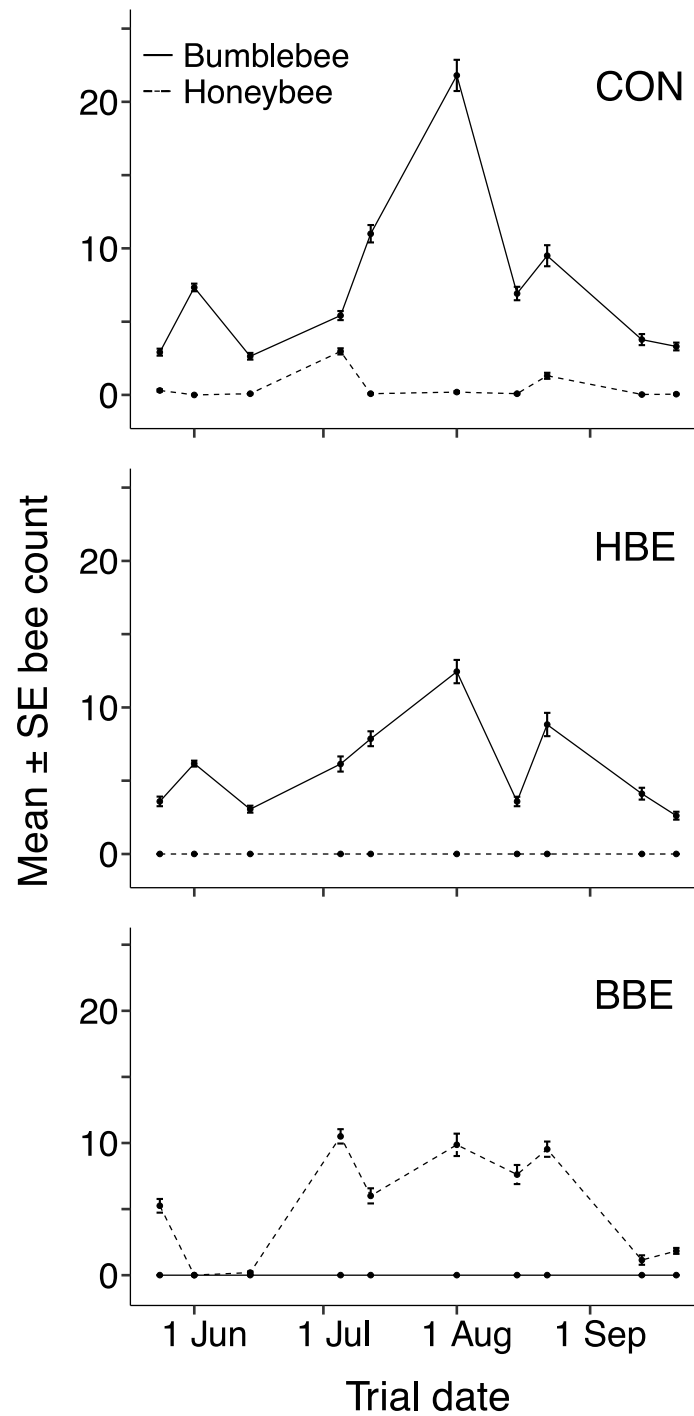 Bumblebee
Honeybee
CON
20
10
0
HBE
20
10
0
BBE
20
10
0
1 Jun 1 Jul 1 Aug 1 Sep
Trial date
Mean ± SE bee count